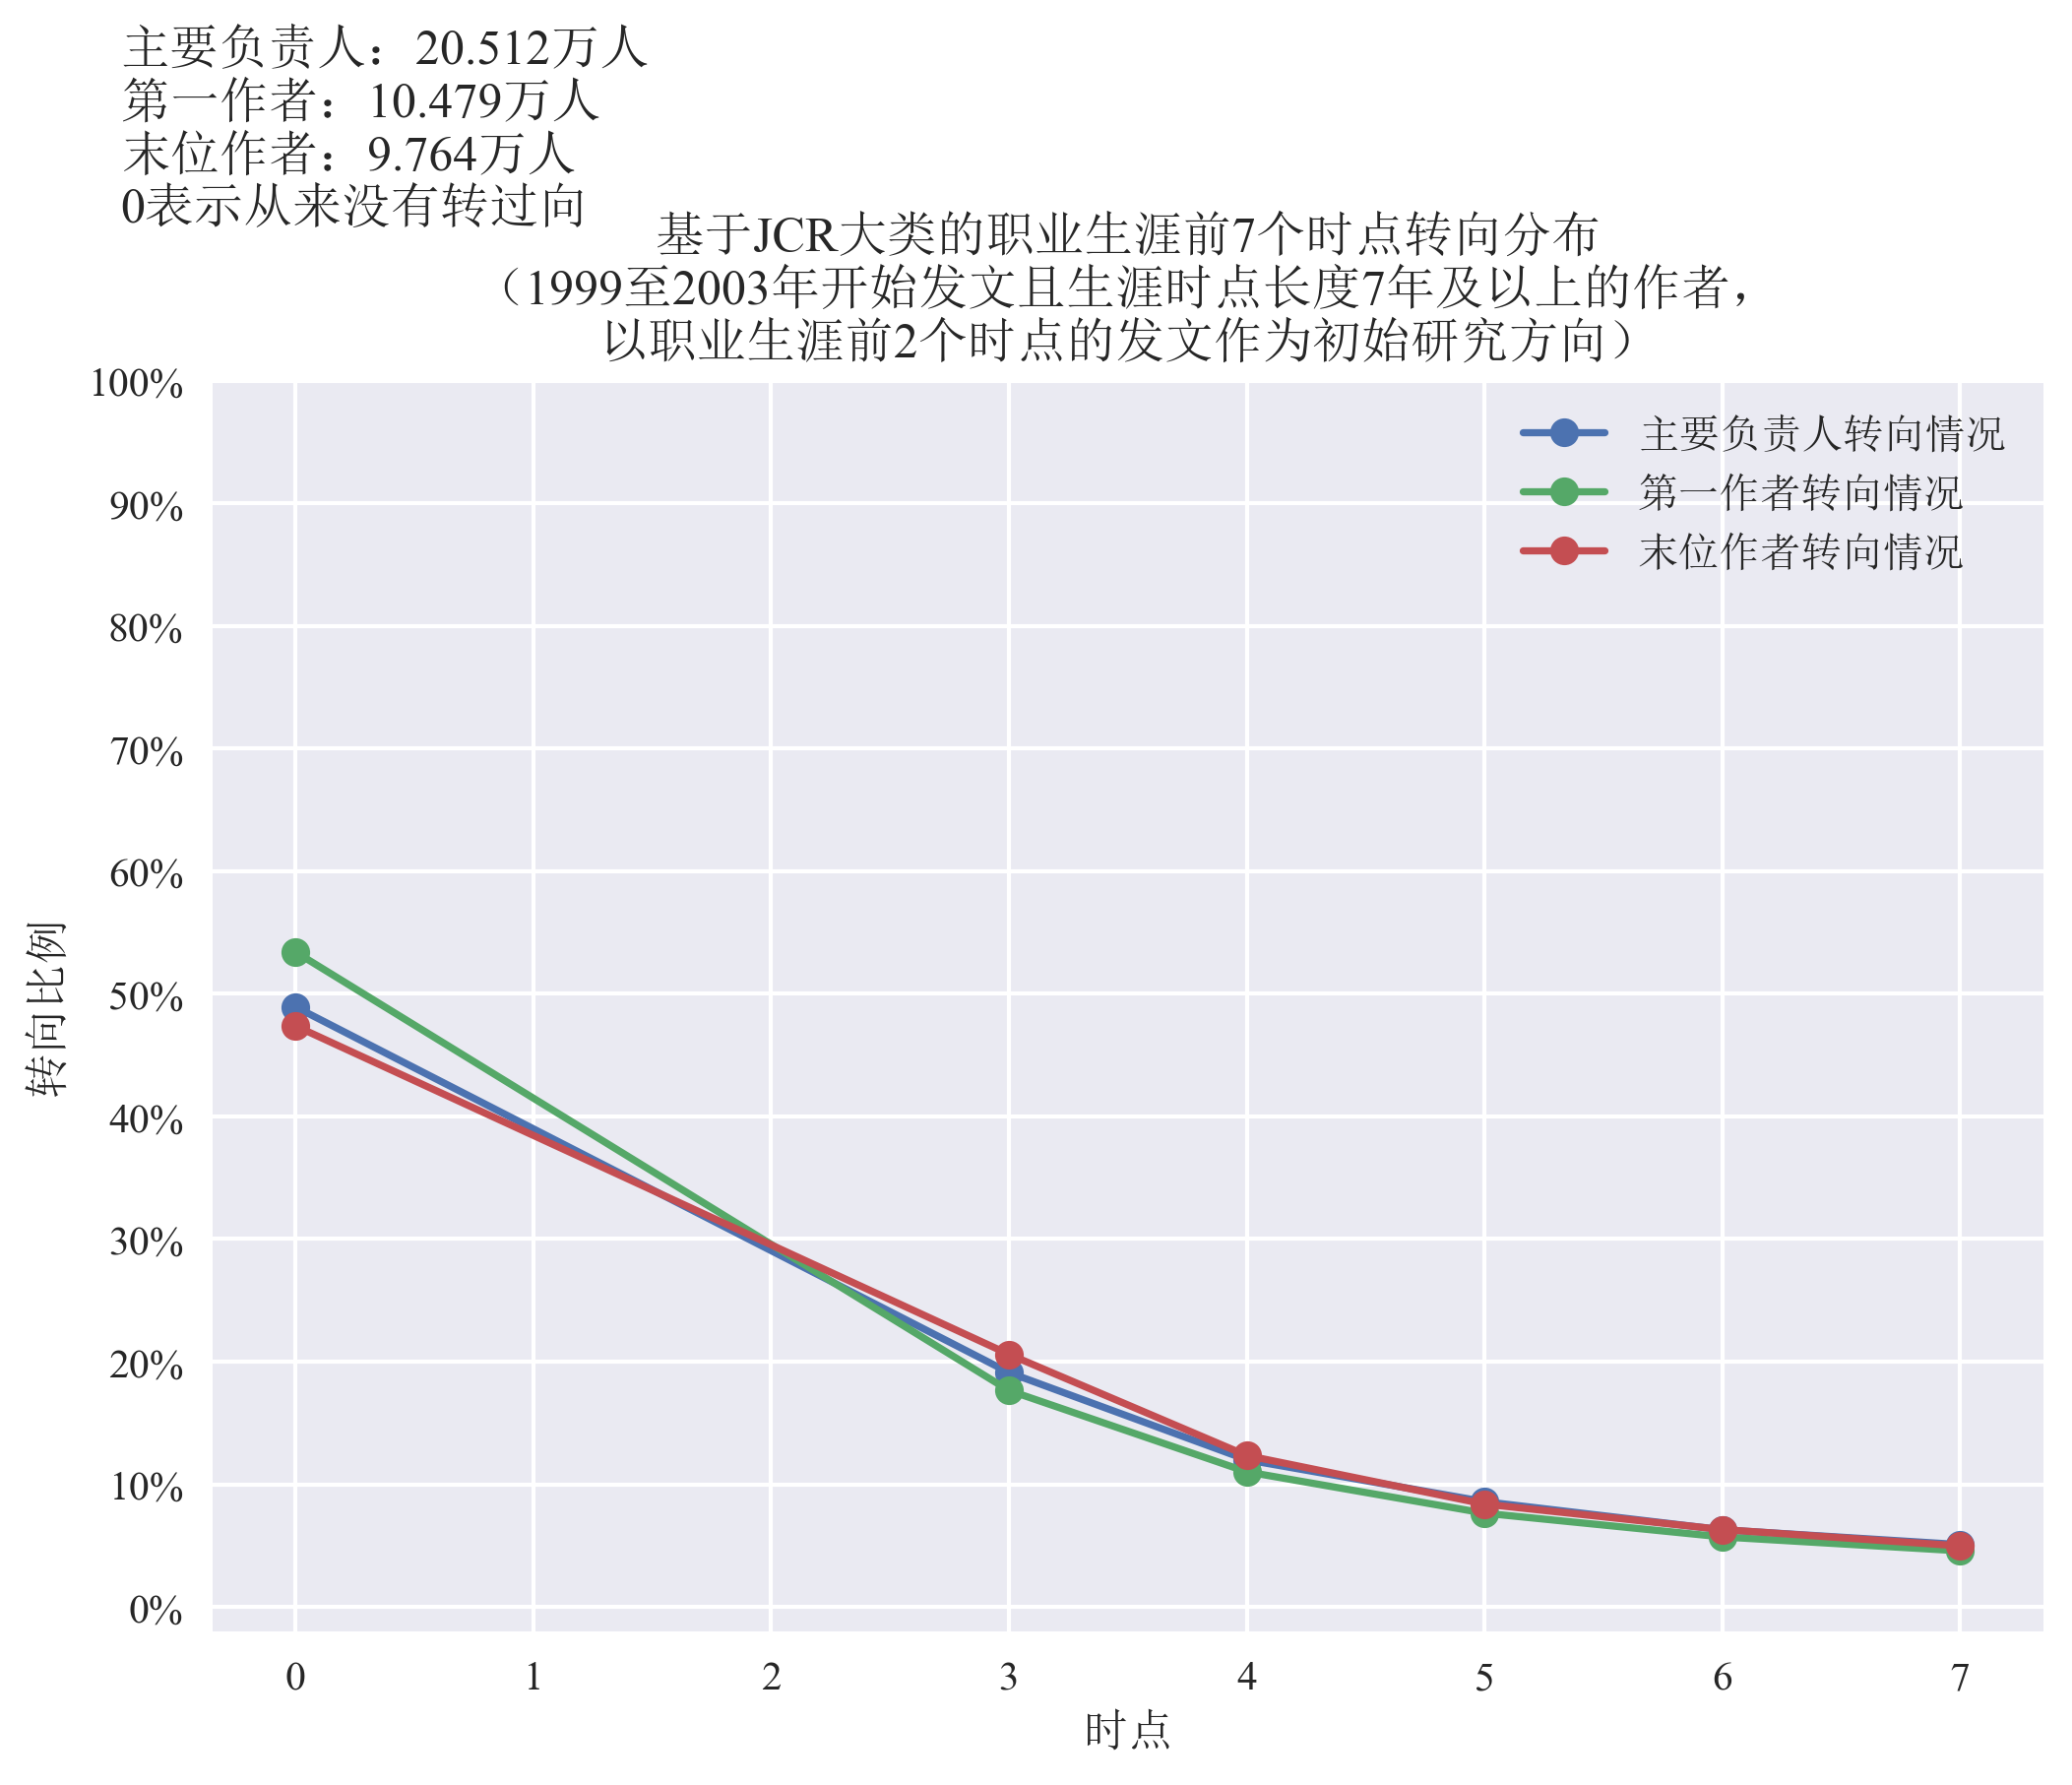 主要负责人：20.512万人
第一作者：10.479万人
末位作者：9.764万人
0表示从来没有转过向
基于JCR大类的职业生涯前7个时点转向分布
（1999至2003年开始发文且生涯时点长度7年及以上的作者，
以职业生涯前2个时点的发文作为初始研究方向）
主要负责人转向情况
第一作者转向情况
末位作者转向情况
转向比例
100%
90%
80%
70%
60%
50%
40%
30%
20%
10%
0%
0 1 2 3 4 5 6 7
时点